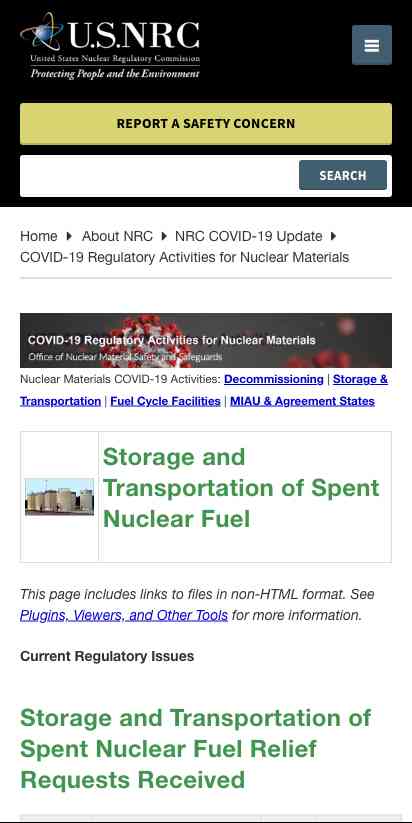 U.S.NRC
United States Nuclear Regulatory Commission
Protecting People and the Environment
REPORT A SAFETY CONCERN
SEARCH
Home About NRC NRC COVID-19 Update
COVID-19 Regulatory Activities for Nuclear Materials
COVID-19 Regulatory Activities for Nuclear Materials
Office of Nuclear Material Safety and Safeguards
Nuclear Materials COVID-19 Activities: Decommissioning | Storage &
Transportation | Fuel Cycle Facilities | MIAU & Agreement States
Storage and
Transportation of Spent
Nuclear Fuel
This page includes links to files in non-HTML format. See
Plugins, Viewers, and Other Tools for more information.
Current Regulatory Issues
Storage and Transportation of
Spent Nuclear Fuel Relief
Requests Received